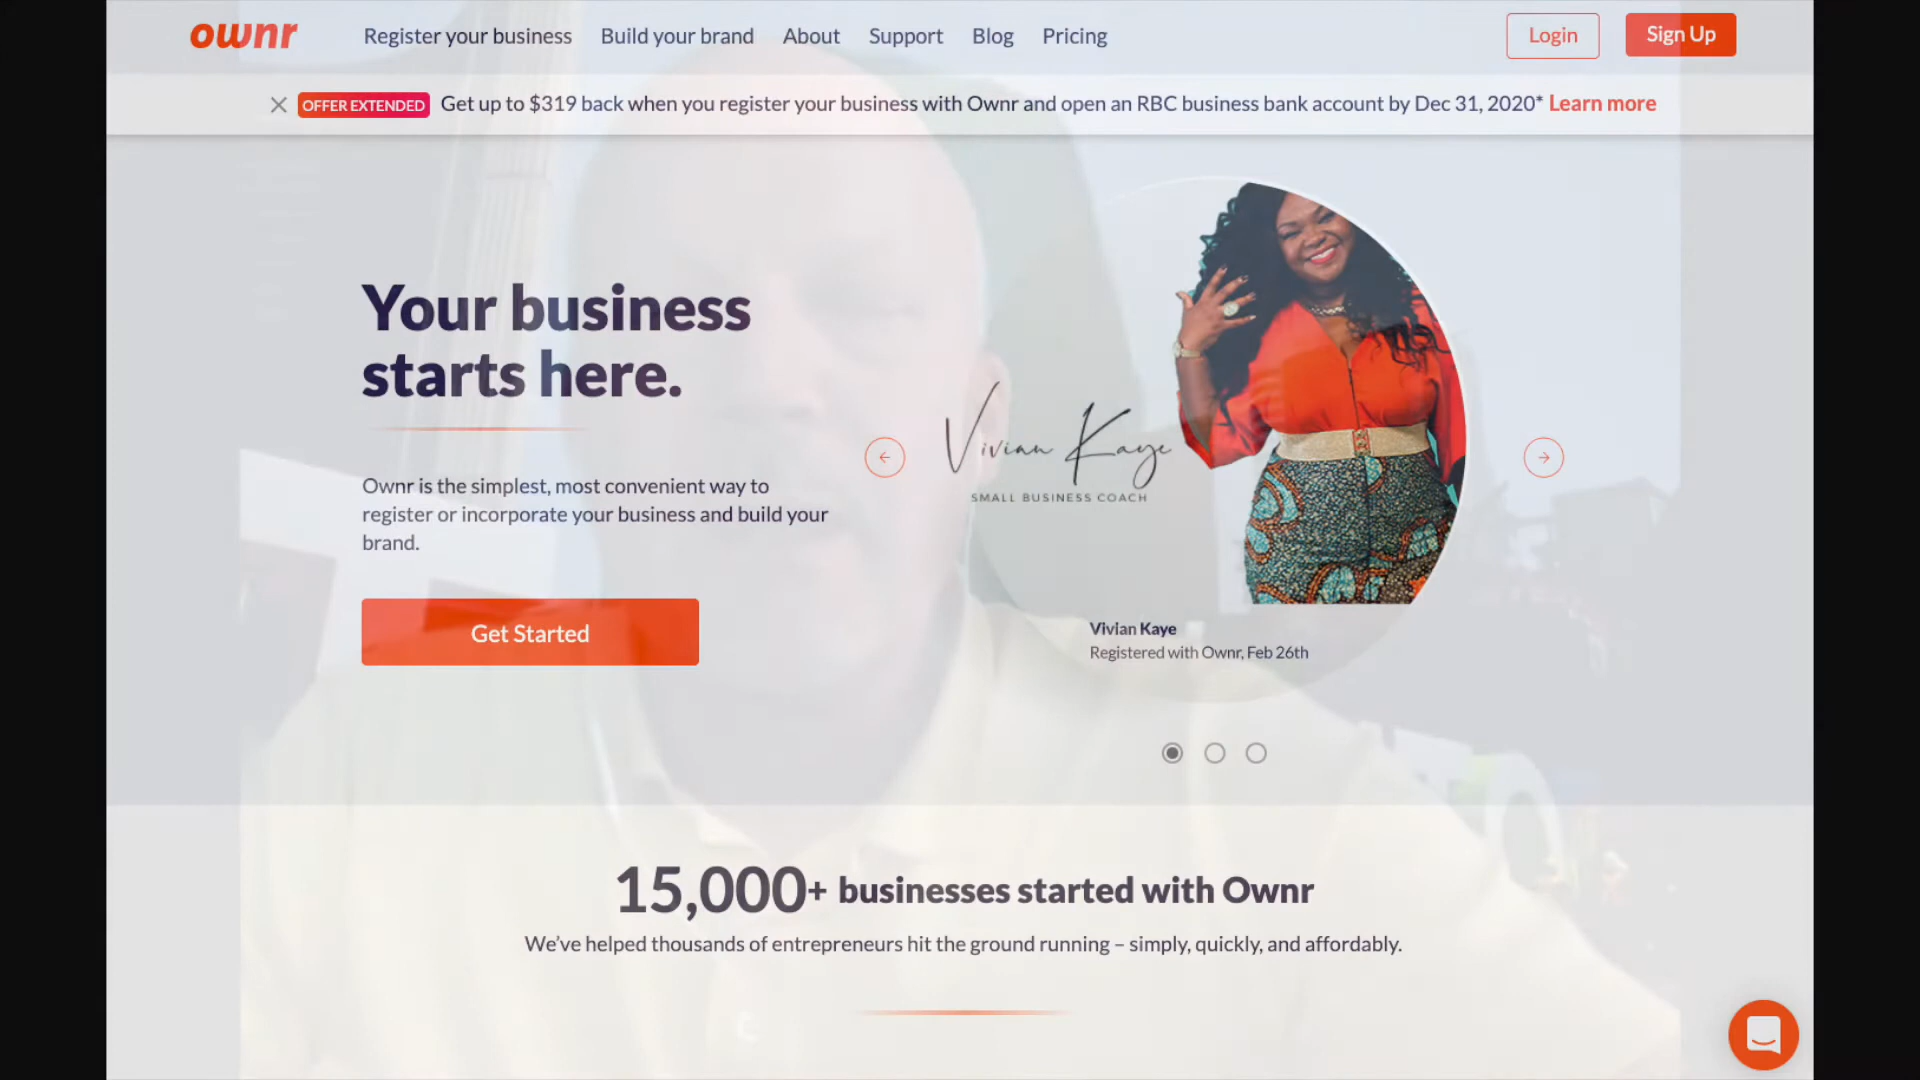 ownr
Register your business
Build your brand
About
Support
Blog
Pricing
Login
Sign Up
OFFER EXTENDED Get up to $319 back when you register your business with Ownr and open an RBC business bank account by Dec 31, 2020* Learn more
Your business
starts here.
Ownr is the simplest, most convenient way to
register or incorporate your business and build your
brand.
Get Started
Vivian Kaye
SMALL BUSINESS COACH
Vivian Kaye
Registered with Ownr, Feb 26th
15,000+ businesses started with Ownr
We've helped thousands of entrepreneurs hit the ground running – simply, quickly, and affordably.